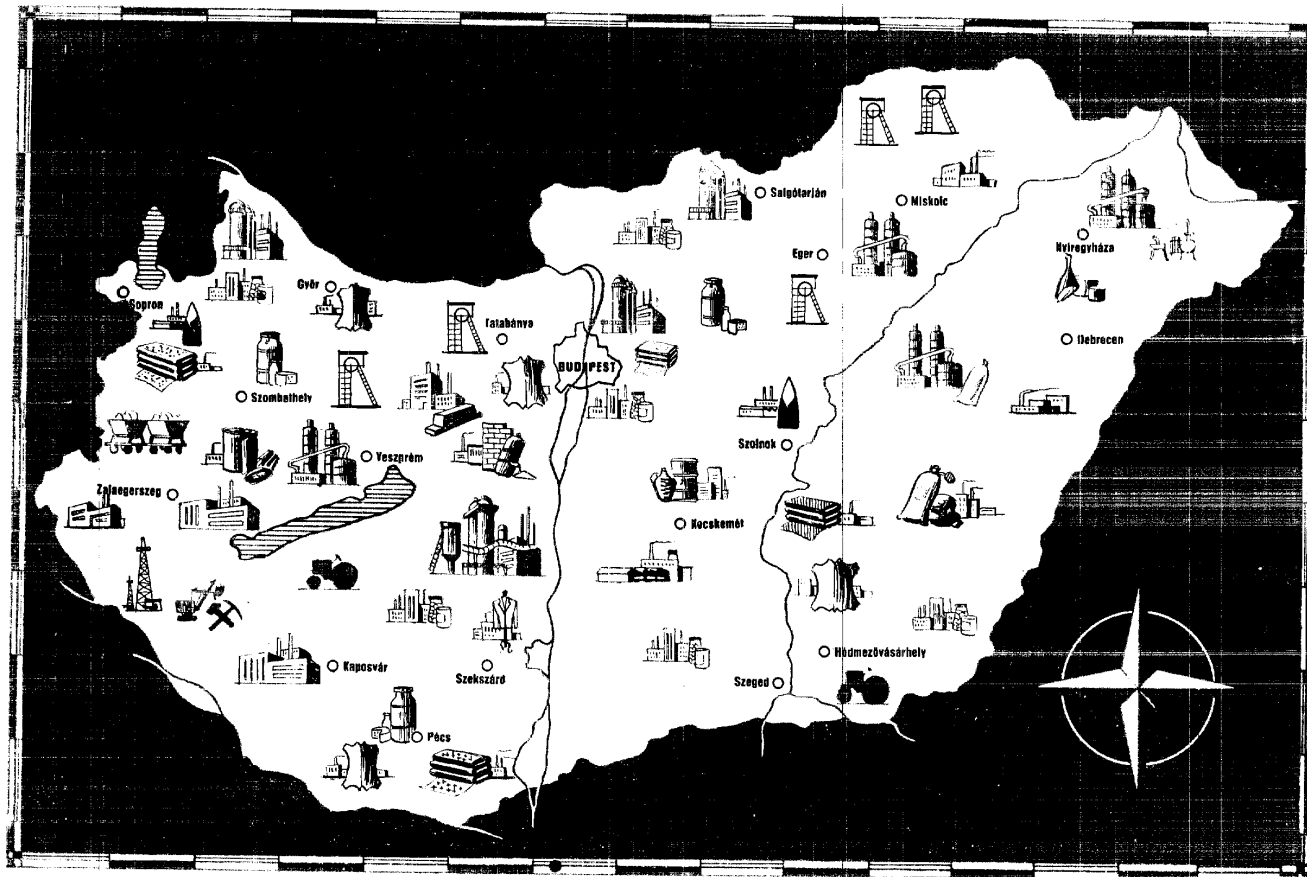 Salgótarján
Miskolc
Eger
Nyíregyháza
Győr
Sopron
Tatabánya
Debrecen
BUDAPEST
Szombathely
Szolnok
Veszprém
Zalaegerszeg
Kecskemét
Hódmezővásárhely
Kaposvár
Szekszárd
Szeged
Pécs